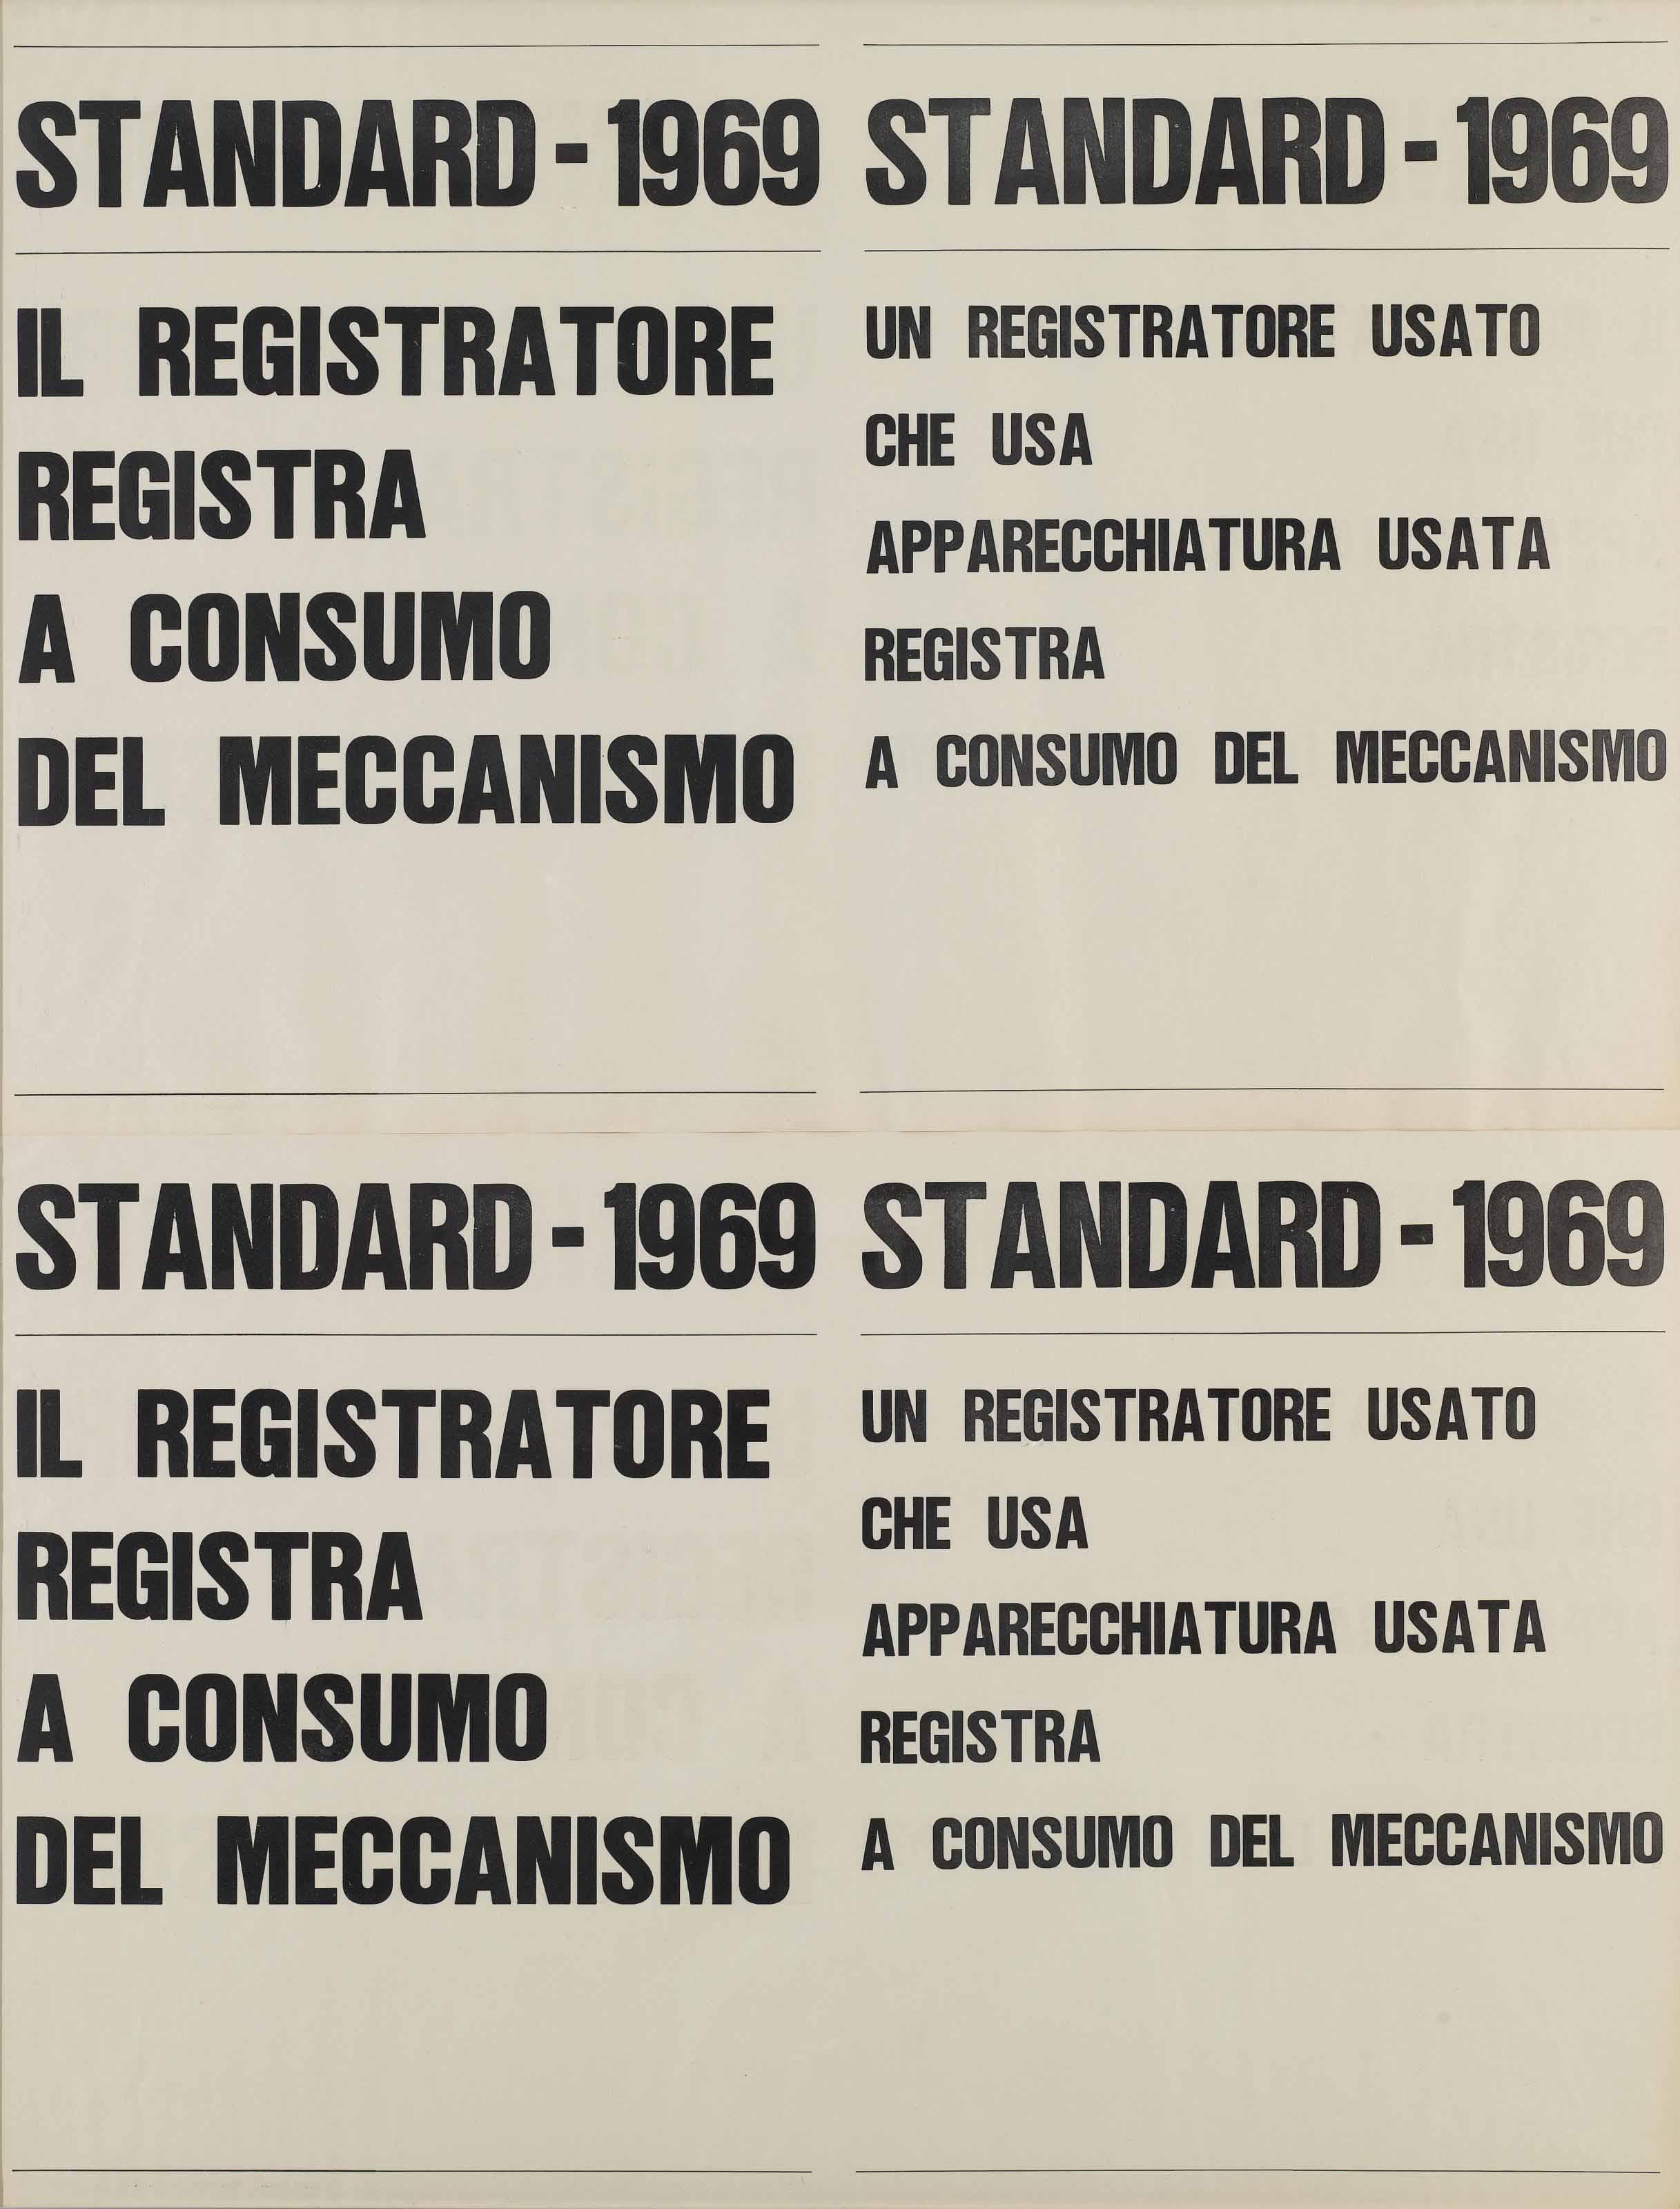 STANDARD - 1969
IL REGISTRATORE
REGISTRA
A CONSUMO
DEL MECCANISMO
STANDARD - 1969
UN REGISTRATORE USATO
CHE USA
APPARECCHIATURA USATA
REGISTRA
A CONSUMO DEL MECCANISMO
STANDARD - 1969
IL REGISTRATORE
REGISTRA
A CONSUMO
DEL MECCANISMO
STANDARD - 1969
UN REGISTRATORE USATO
CHE USA
APPARECCHIATURA USATA
REGISTRA
A CONSUMO DEL MECCANISMO